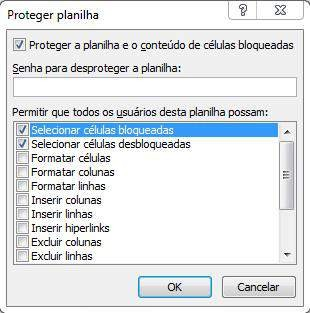 Proteger planilha
Proteger a planilha e o conteúdo de células bloqueadas
Senha para desproteger a planilha:
Permitir que todos os usuários desta planilha possam:
Selecionar células bloqueadas
Selecionar células desbloqueadas
Formatar células
Formatar colunas
Formatar linhas
Inserir colunas
Inserir linhas
Inserir hiperlinks
Excluir colunas
Excluir linhas
OK Cancelar